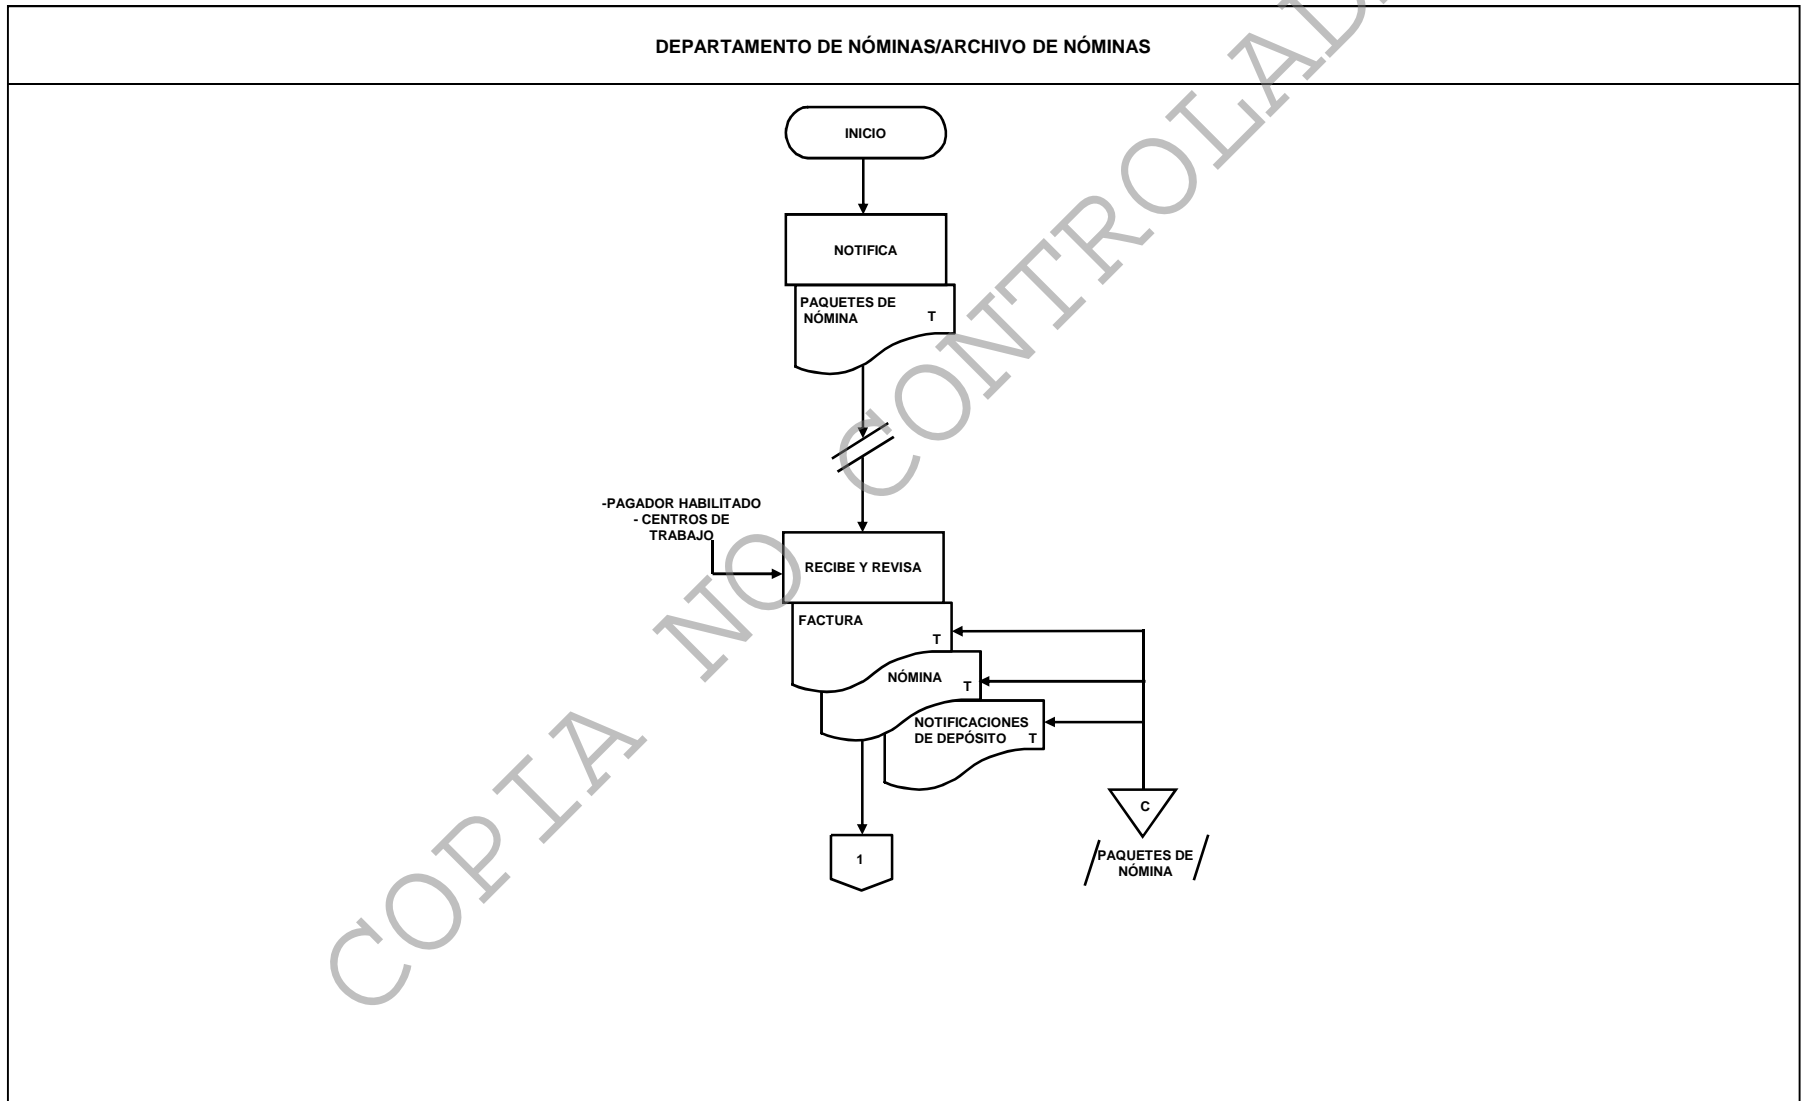 DEPARTAMENTO DE NÓMINAS/ARCHIVO DE NÓMINAS
INICIO
NOTIFICA
PAQUETES DE
NÓMINA T
-PAGADOR HABILITADO
- CENTROS DE
TRABAJO
RECIBE Y REVISA
FACTURA
T
NÓMINA
T
NOTIFICACIONES
DE DEPÓSITO T
C
PAQUETES DE
NÓMINA
1
COPIA NO CONTROLAD